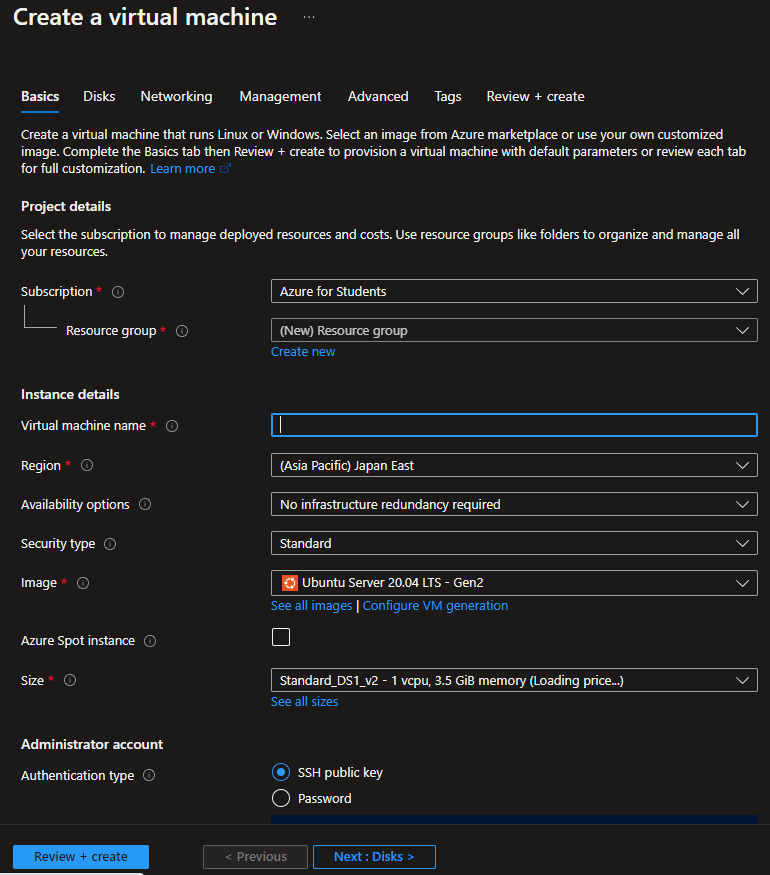 Create a virtual machine ...
Basics Disks Networking Management Advanced Tags Review + create
Create a virtual machine that runs Linux or Windows. Select an image from Azure marketplace or use your own customized
image. Complete the Basics tab then Review + create to provision a virtual machine with default parameters or review each tab
for full customization. Learn more
Project details
Select the subscription to manage deployed resources and costs. Use resource groups like folders to organize and manage all
your resources.
Subscription * Azure for Students
Resource group * (New) Resource group
Create new
Instance details
Virtual machine name *
Region * (Asia Pacific) Japan East
Availability options No infrastructure redundancy required
Security type Standard
Image * Ubuntu Server 20.04 LTS - Gen2
See all images | Configure VM generation
Azure Spot instance
Size * Standard_DS1_v2 - 1 vcpu, 3.5 GiB memory (Loading price...)
See all sizes
Administrator account
Authentication type SSH public key
Password
Review + create < Previous Next : Disks >